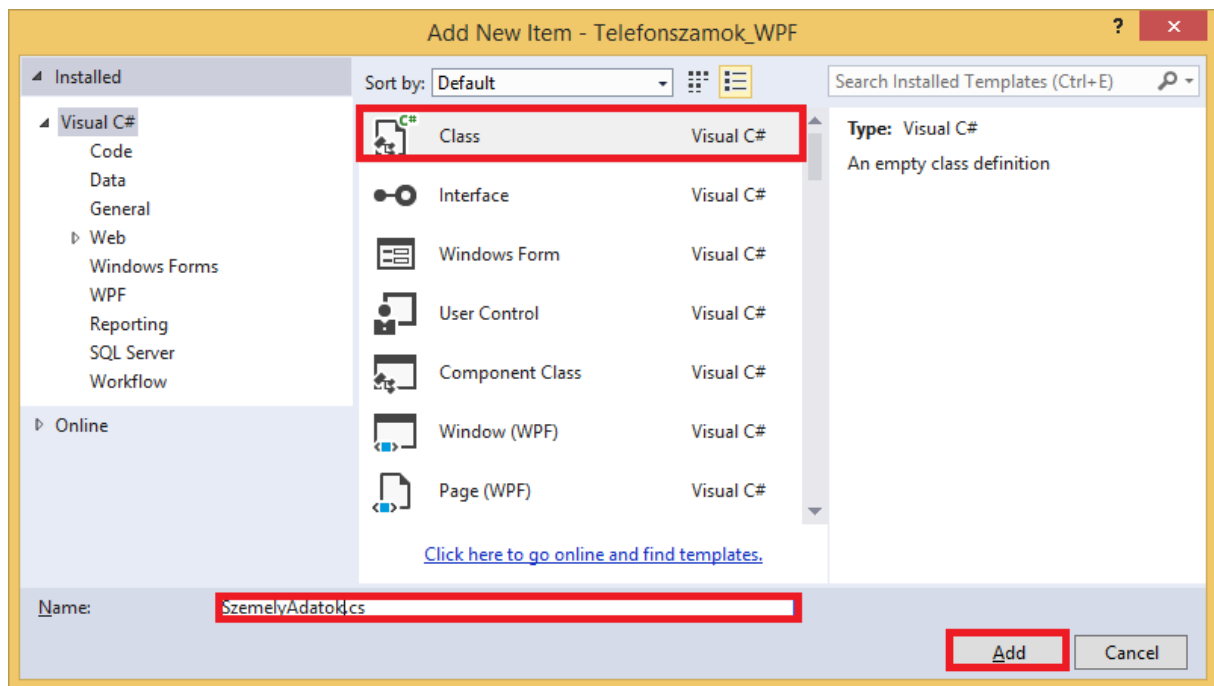 Add New Item - Telefonszamok_WPF
?
Installed
Sort by: Default
Search Installed Templates (Ctrl+E)
Visual C#
Code
Data
General
Web
Windows Forms
WPF
Reporting
SQL Server
Workflow
Online
C#
Class Visual C#
Interface Visual C#
Windows Form Visual C#
User Control Visual C#
Component Class Visual C#
Window (WPF) Visual C#
Page (WPF) Visual C#
Click here to go online and find templates.
Type: Visual C#
An empty class definition
Name: SzemelyAdatok.cs
Add Cancel